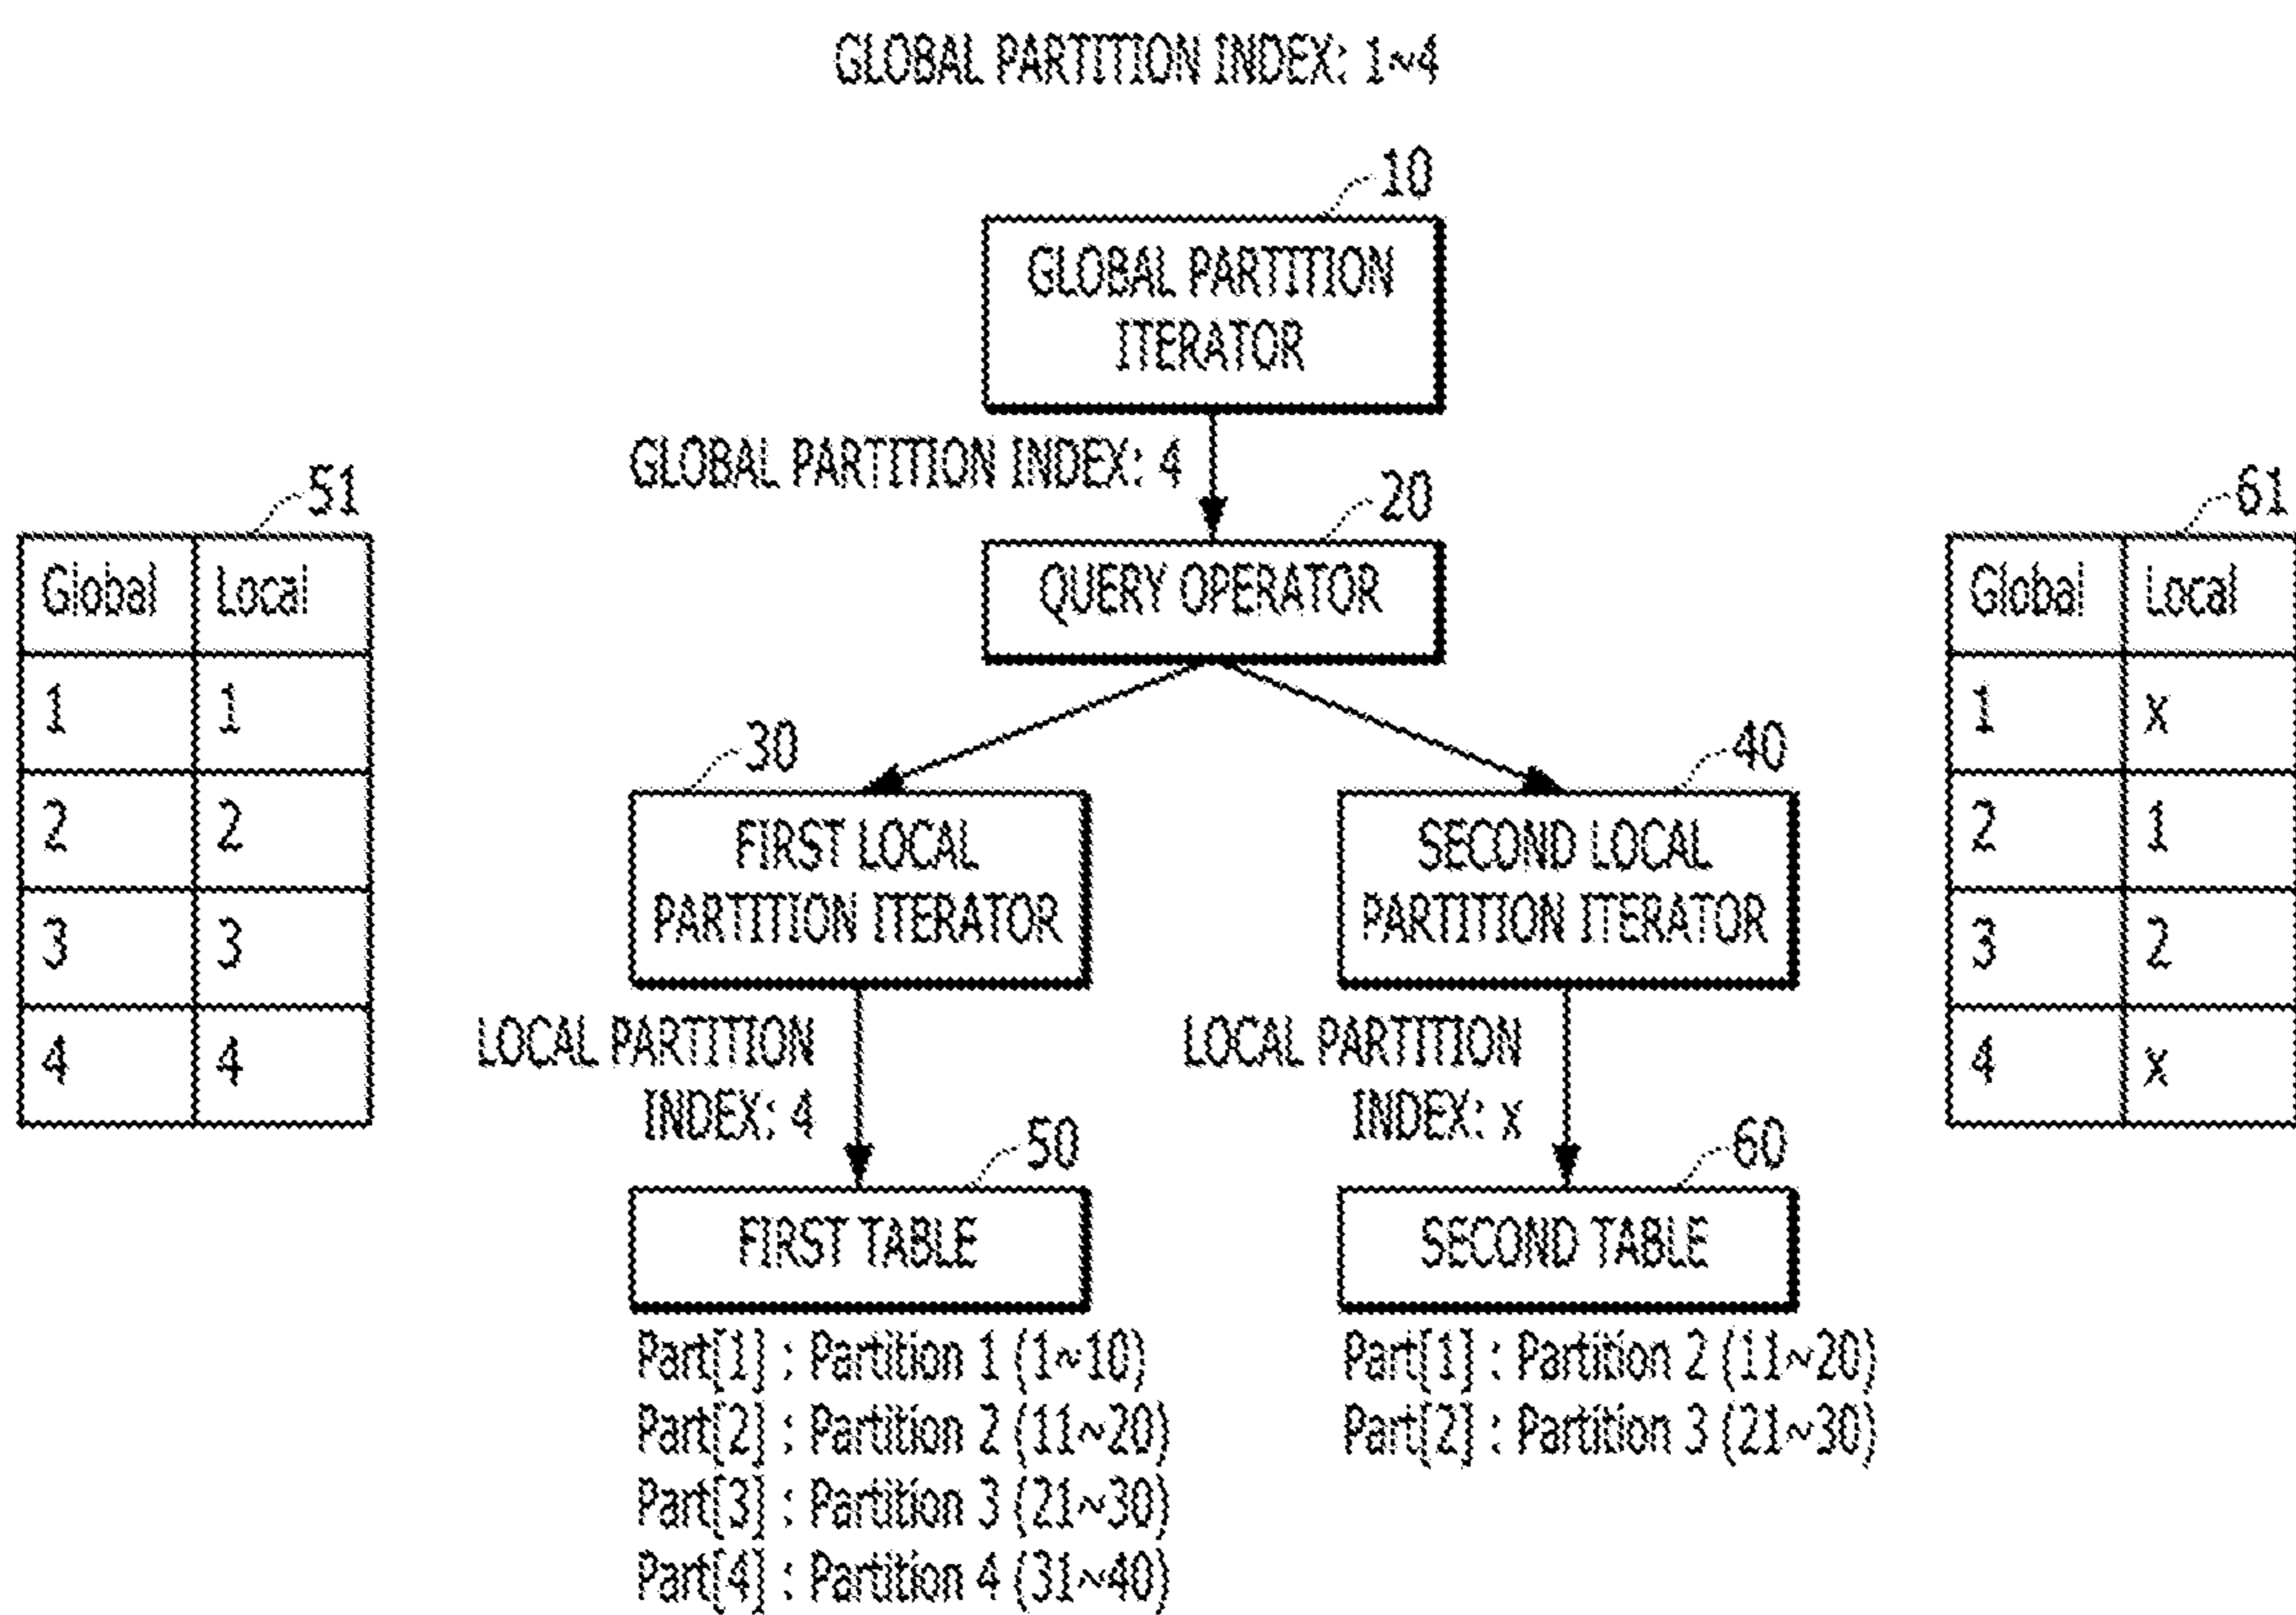 GLOBAL PARTITION INDEX: 1~4
10
GLOBAL PARTITION
ITERATOR
GLOBAL PARTITION INDEX: 4
20
QUERY OPERATOR
51
Global Local
1 1
2 2
3 3
4 4
61
Global Local
1 x
2 1
3 2
4 x
30
FIRST LOCAL
PARTITION ITERATOR
40
SECOND LOCAL
PARTITION ITERATOR
LOCAL PARTITION
INDEX: 4
LOCAL PARTITION
INDEX: x
50
FIRST TABLE
60
SECOND TABLE
Part[1] : Partition 1 (1~10)
Part[2] : Partition 2 (11~20)
Part[3] : Partition 3 (21~30)
Part[4] : Partition 4 (31~40)
Part[1] : Partition 2 (11~20)
Part[2] : Partition 3 (21~30)